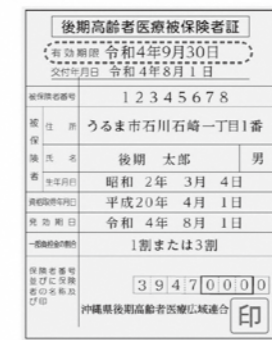 後期高齢者医療被保険者証
有効期限 令和4年9月30日
交付年月日 令和4年8月1日
被保険者番号 12345678
被保険者
住所 うるま市石川石崎一丁目1番
氏名 後期 太郎 男
生年月日 昭和 2年 3月 4日
資格取得年月日 平成20年 4月 1日
発効期日 令和 4年 8月 1日
一部負担金の割合 1割または3割
保険者番号
並びに保険
者の名称及
び印
39470000
沖縄県後期高齢者医療広域連合 印